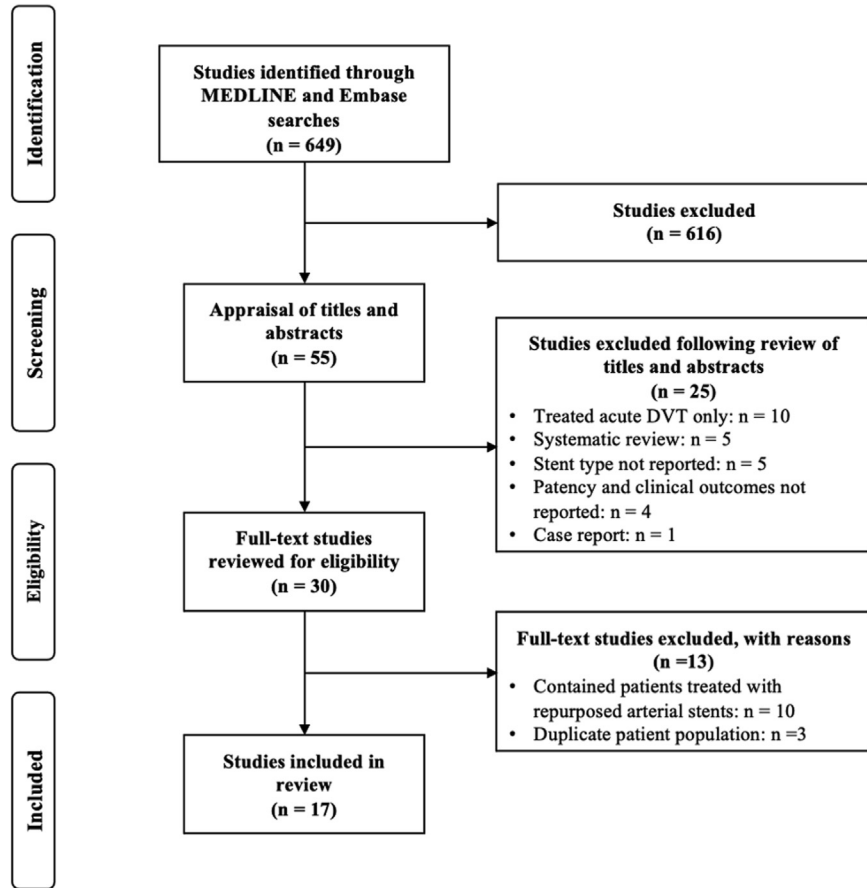 Identification
Studies identified through
MEDLINE and Embase
searches
(n = 649)
Studies excluded
(n = 616)
Screening
Appraisal of titles and
abstracts
(n = 55)
Studies excluded following review of
titles and abstracts
(n = 25)
• Treated acute DVT only: n = 10
• Systematic review: n = 5
• Stent type not reported: n = 5
• Patency and clinical outcomes not
reported: n = 4
• Case report: n = 1
Eligibility
Full-text studies
reviewed for eligibility
(n = 30)
Full-text studies excluded, with reasons
(n =13)
• Contained patients treated with
repurposed arterial stents: n = 10
• Duplicate patient population: n =3
Included
Studies included in
review
(n = 17)